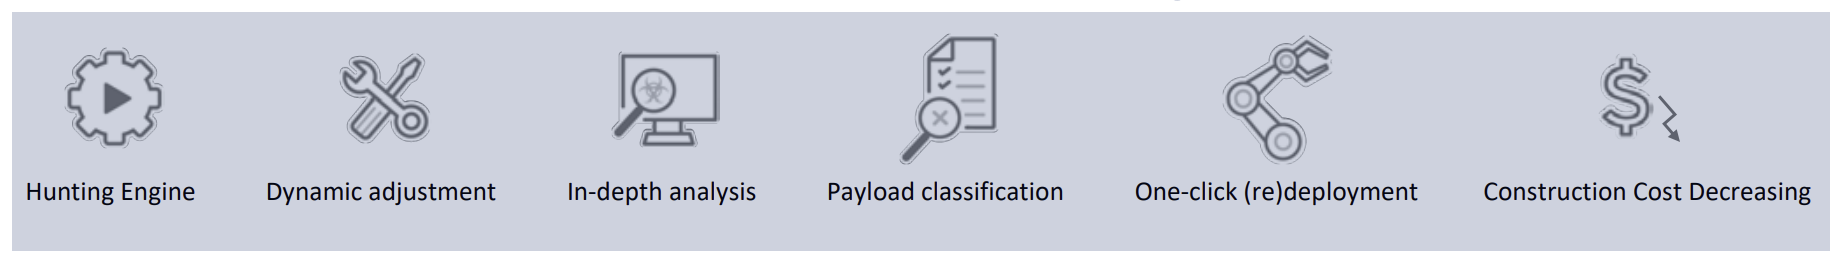 Hunting Engine
Dynamic adjustment
In-depth analysis
Payload classification
One-click (re)deployment
Construction Cost Decreasing